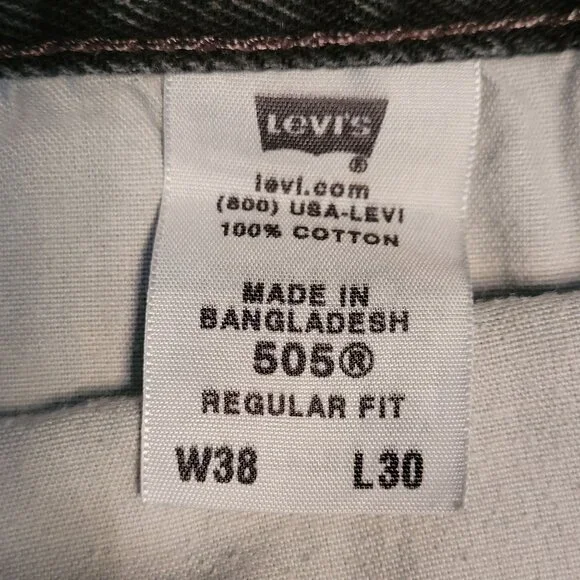 LEVI'S
®
levi.com
(800) USA-LEVI
100% COTTON
MADE IN
BANGLADESH
505®
REGULAR FIT
W38 L30